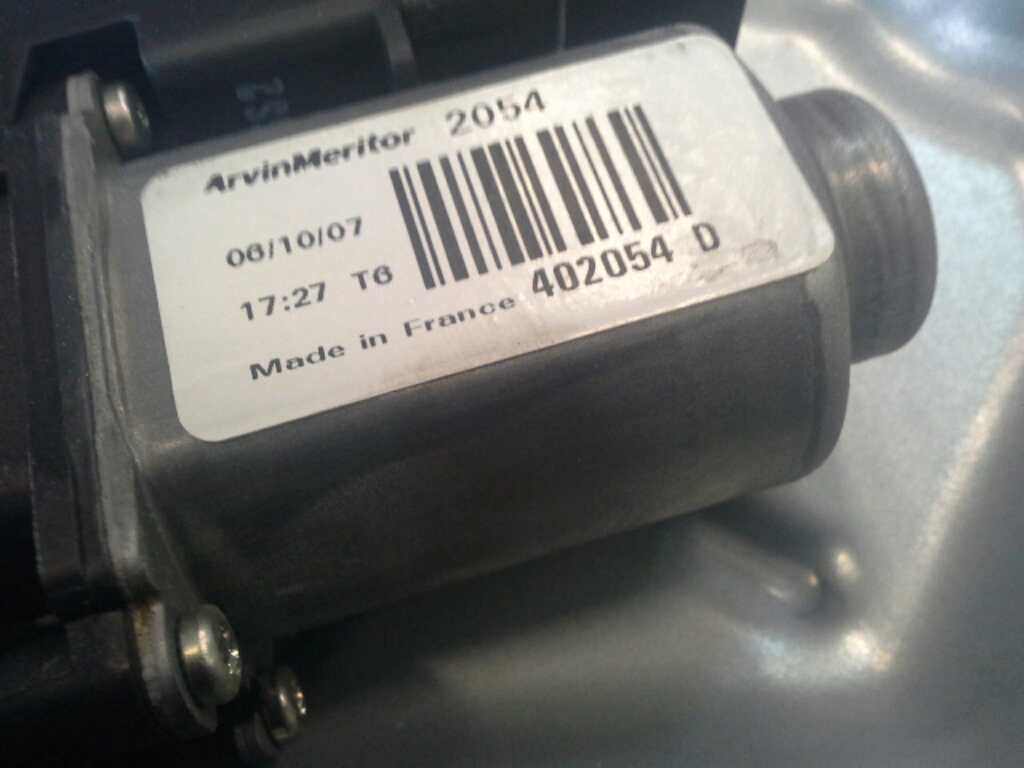 ArvinMeritor 2054
06/10/07
17:27 T6
Made in France 402054 D